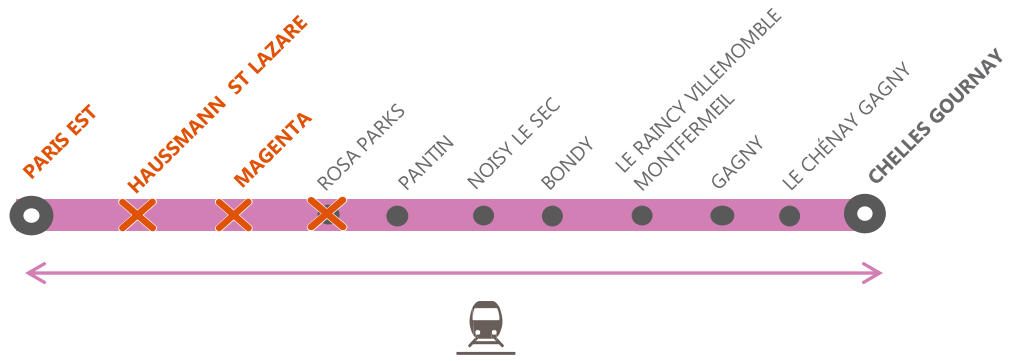 PARIS EST
HAUSSMANN ST LAZARE
MAGENTA
ROSA PARKS
PANTIN
NOISY LE SEC
BONDY
LE RAINCY VILLEMOMBLE
MONTFERMEIL
GAGNY
LE CHÉNAY GAGNY
CHELLES GOURNAY